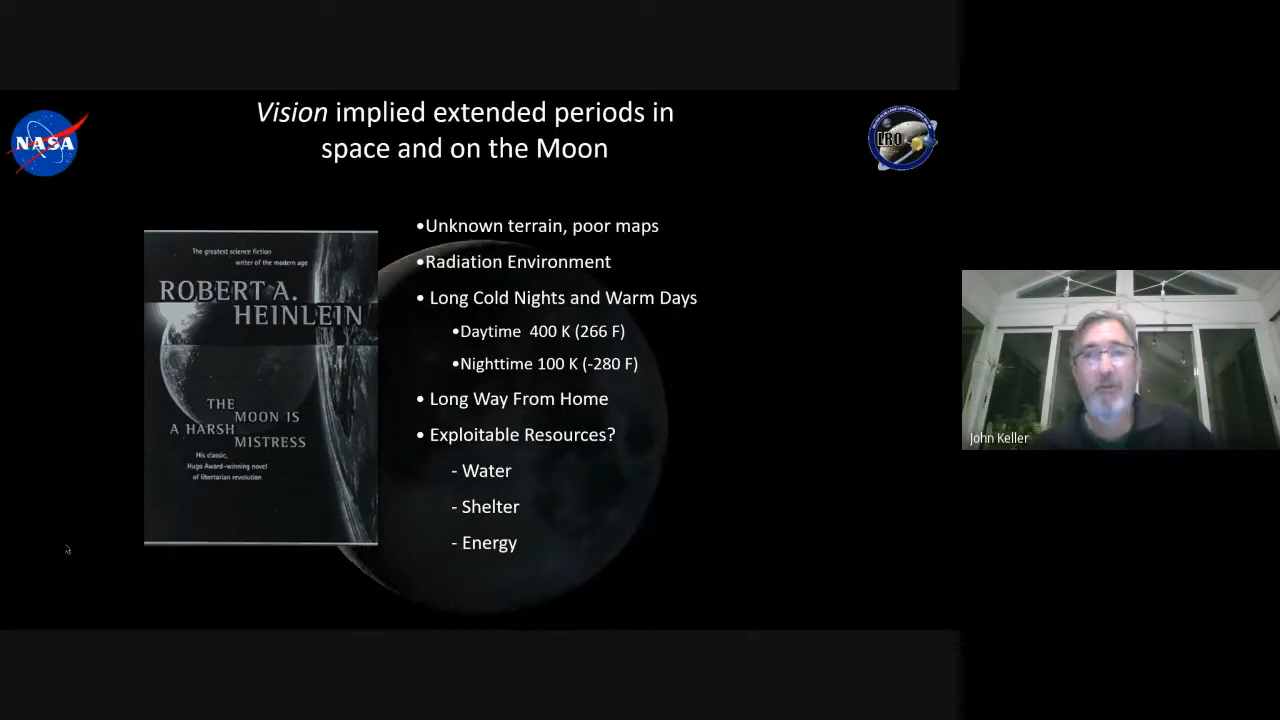 Vision implied extended periods in
space and on the Moon
NASA
LRO
The greatest science fiction
writer of the modern age
ROBERT A.
HEINLEIN
THE
MOON IS
A HARSH
MISTRESS
His classic,
Hugo Award-winning novel
of libertarian revolution
•Unknown terrain, poor maps
•Radiation Environment
• Long Cold Nights and Warm Days
•Daytime 400 K (266 F)
•Nighttime 100 K (-280 F)
• Long Way From Home
• Exploitable Resources?
- Water
- Shelter
- Energy
John Keller